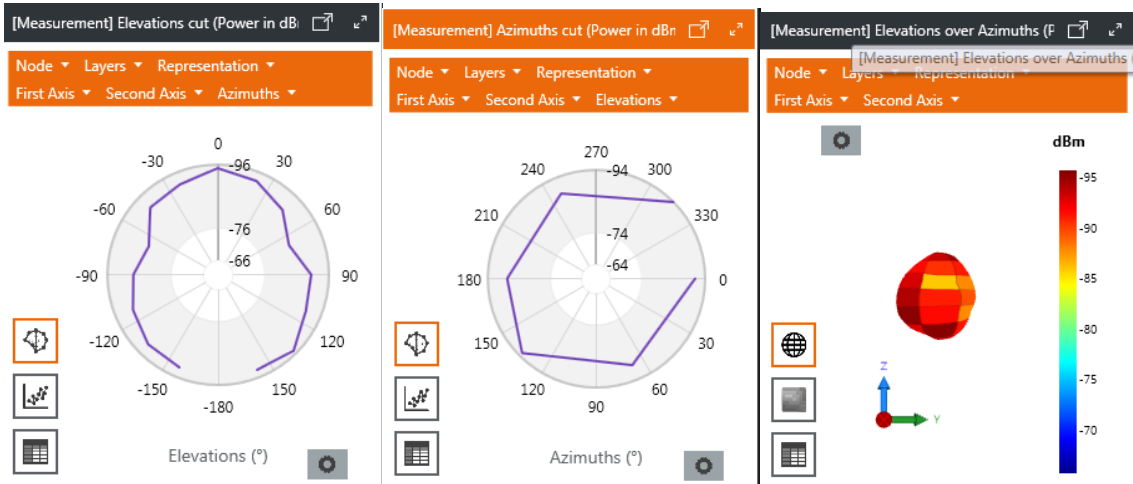 [Measurement] Elevations cut (Power in dBi
Node Layers Representation
First Axis Second Axis Azimuths
0
-30 -96 30
-60 60
-76
-66
-90 90
-120 120
-150 150
-180
Elevations (°)
[Measurement] Azimuths cut (Power in dBn
Node Layers Representation
First Axis Second Axis Elevations
270
240 -94 300
210 330
-74
-64
180 0
150 30
120 60
90
Azimuths (°)
[Measurement] Elevations over Azimuths (P
[Measurement] Elevations over Azimuths (
Node Layers Representation
First Axis Second Axis
dBm
-95
-90
-85
-80
-75
-70
Z
Y